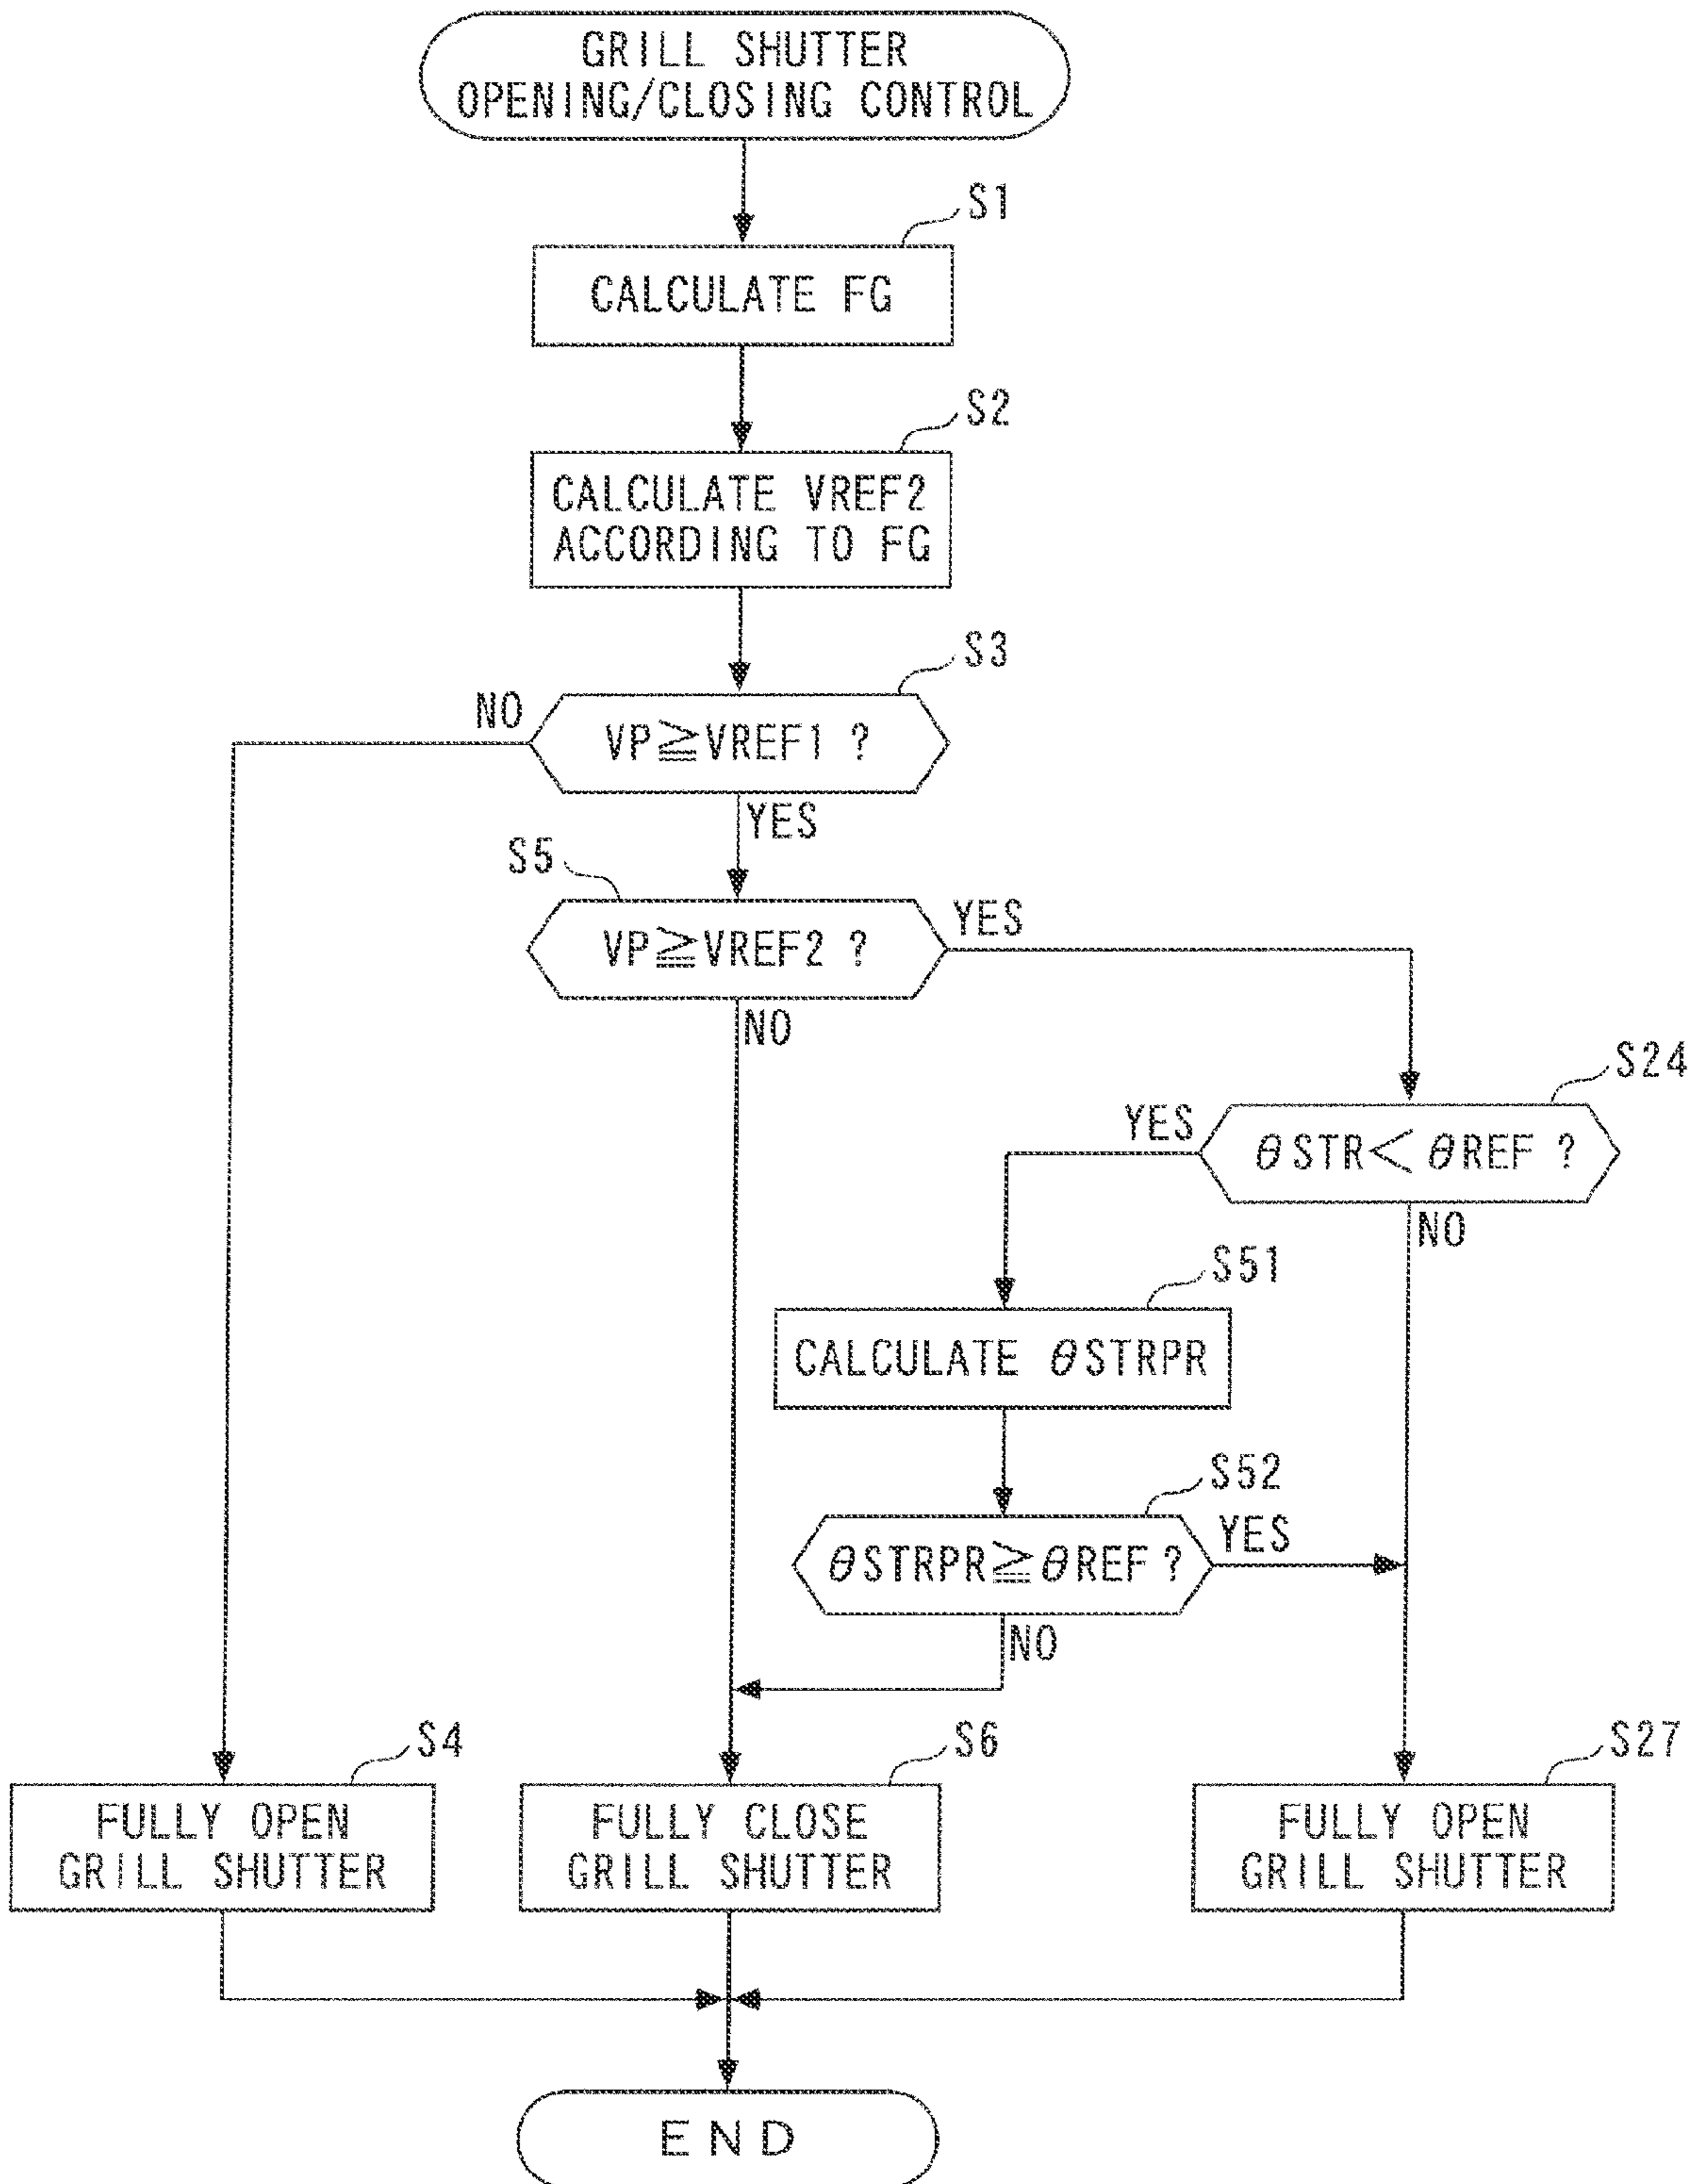 GRILL SHUTTER
OPENING/CLOSING CONTROL
S1
CALCULATE FG
S2
CALCULATE VREF2
ACCORDING TO FG
S3
NO
VP≧VREF1 ?
YES
S5
VP≧VREF2 ?
YES
NO
S24
YES
θSTR<θREF ?
NO
S51
CALCULATE θSTRPR
S52
θSTRPR≧θREF?
YES
NO
S4
FULLY OPEN
GRILL SHUTTER
S6
FULLY CLOSE
GRILL SHUTTER
S27
FULLY OPEN
GRILL SHUTTER
END